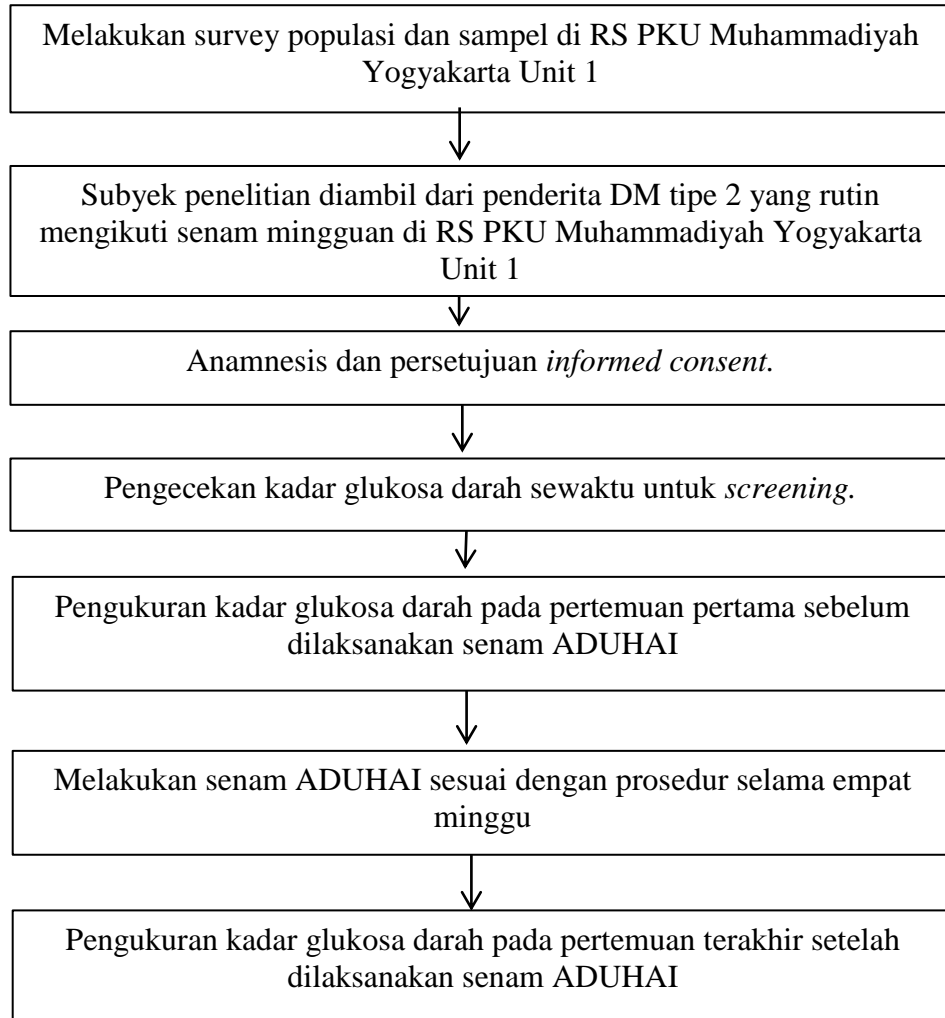 Melakukan survey populasi dan sampel di RS PKU Muhammadiyah
Yogyakarta Unit 1
Subyek penelitian diambil dari penderita DM tipe 2 yang rutin
mengikuti senam mingguan di RS PKU Muhammadiyah Yogyakarta
Unit 1
Anamnesis dan persetujuan informed consent.
Pengecekan kadar glukosa darah sewaktu untuk screening.
Pengukuran kadar glukosa darah pada pertemuan pertama sebelum
dilaksanakan senam ADUHAI
Melakukan senam ADUHAI sesuai dengan prosedur selama empat
minggu
Pengukuran kadar glukosa darah pada pertemuan terakhir setelah
dilaksanakan senam ADUHAI